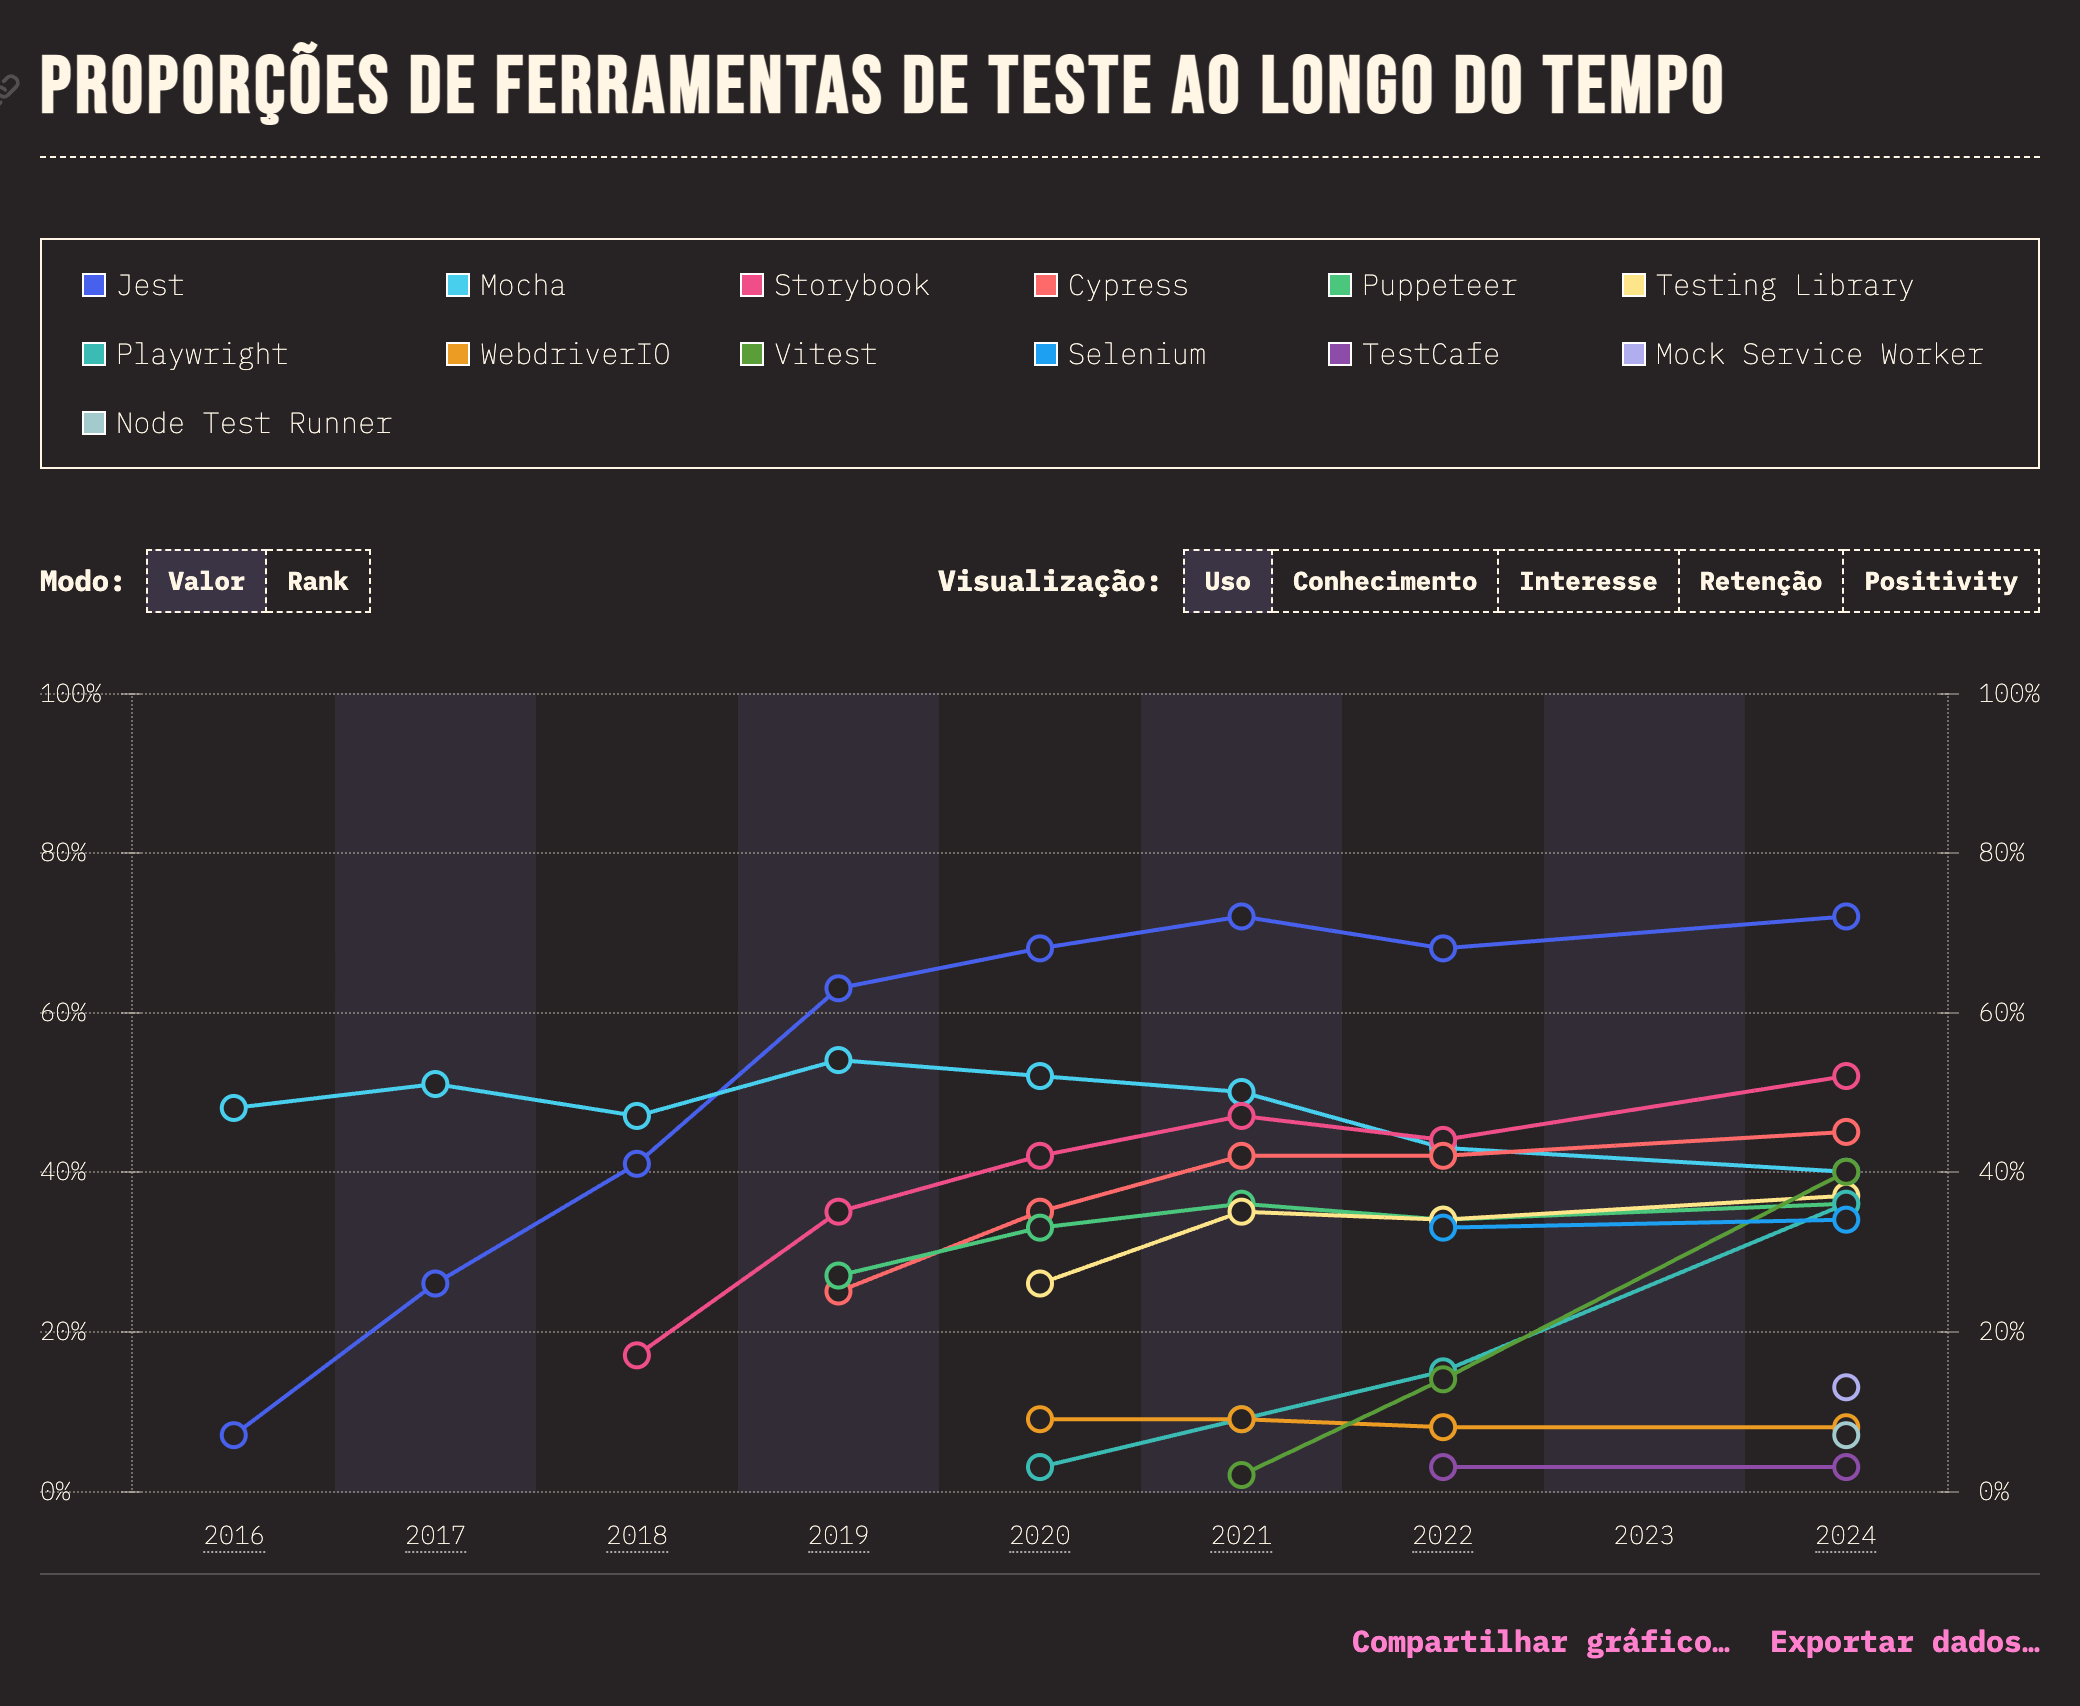 PROPORÇÕES DE FERRAMENTAS DE TESTE AO LONGO DO TEMPO
Jest Mocha Storybook Cypress Puppeteer Testing Library
Playwright WebdriverIO Vitest Selenium TestCafe Mock Service Worker
Node Test Runner
Modo: Valor Rank Visualização: Uso Conhecimento Interesse Retenção Positivity
100% 100%
80% 80%
60% 60%
40% 40%
20% 20%
0% 0%
2016 2017 2018 2019 2020 2021 2022 2023 2024
Compartilhar gráfico… Exportar dados…